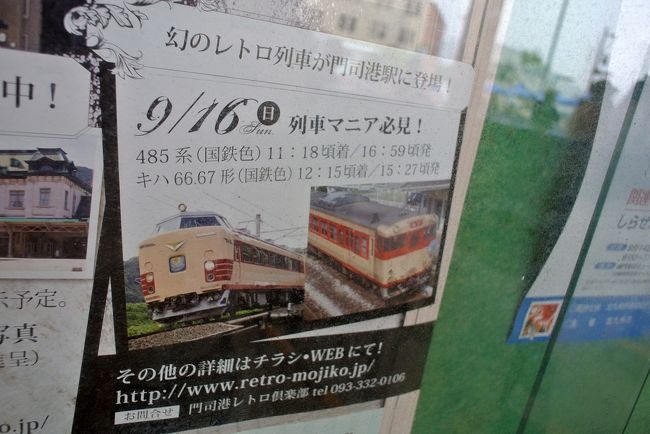 幻のレトロ列車が門司港駅に登場！
9/16 日 Sun. 列車マニア必見！
485系(国鉄色) 11：18頃着/16：59頃発
キハ66.67形(国鉄色) 12：15頃着/15：27頃発
その他の詳細はチラシ・WEBにて！
http://www.retro-mojiko.jp/
お問合せ 門司港レトロ倶楽部 tel 093-332-0106
中！
予定。
写真
呈)
o.jp/
しらせ